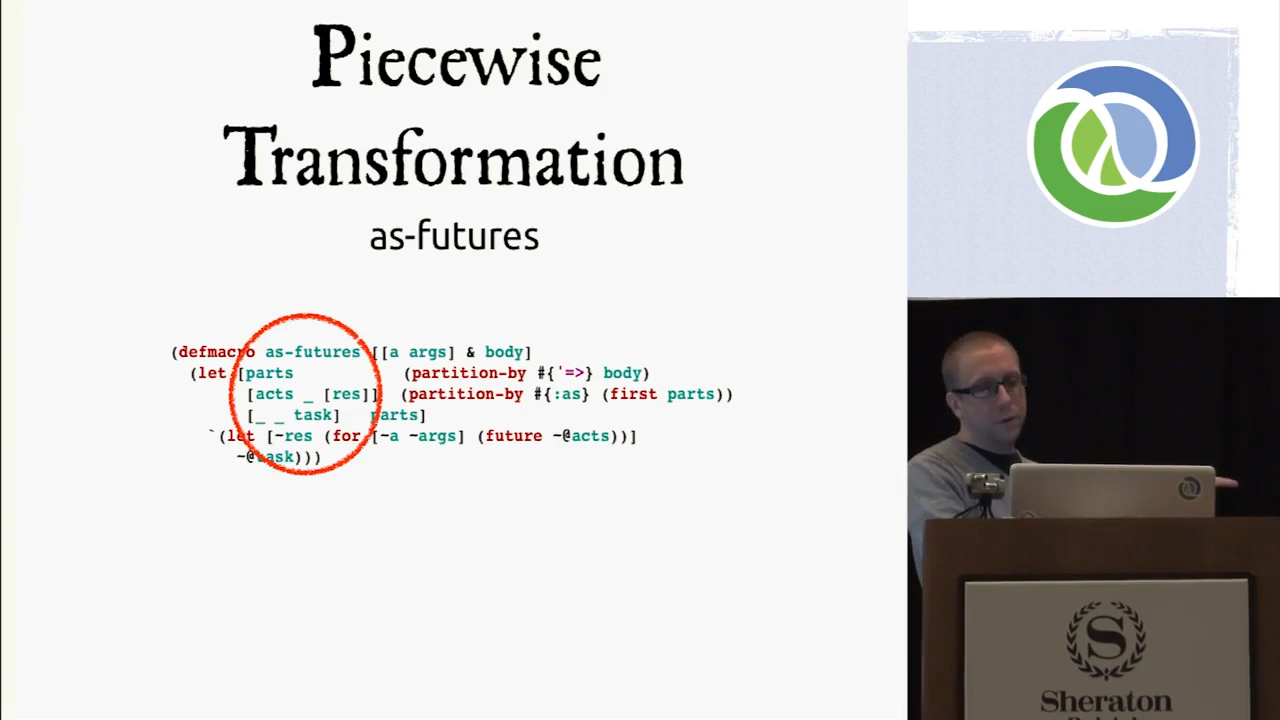 Piecewise
Transformation
as-futures
(defmacro as-futures [[a args] & body]
(let [parts (partition-by #{'=>} body)
[acts _ [res]] (partition-by #{:as} (first parts))
[_ _ task] parts]
`(let [~res (for [~a ~args] (future ~@acts))]
~@task)))
S
Sheraton